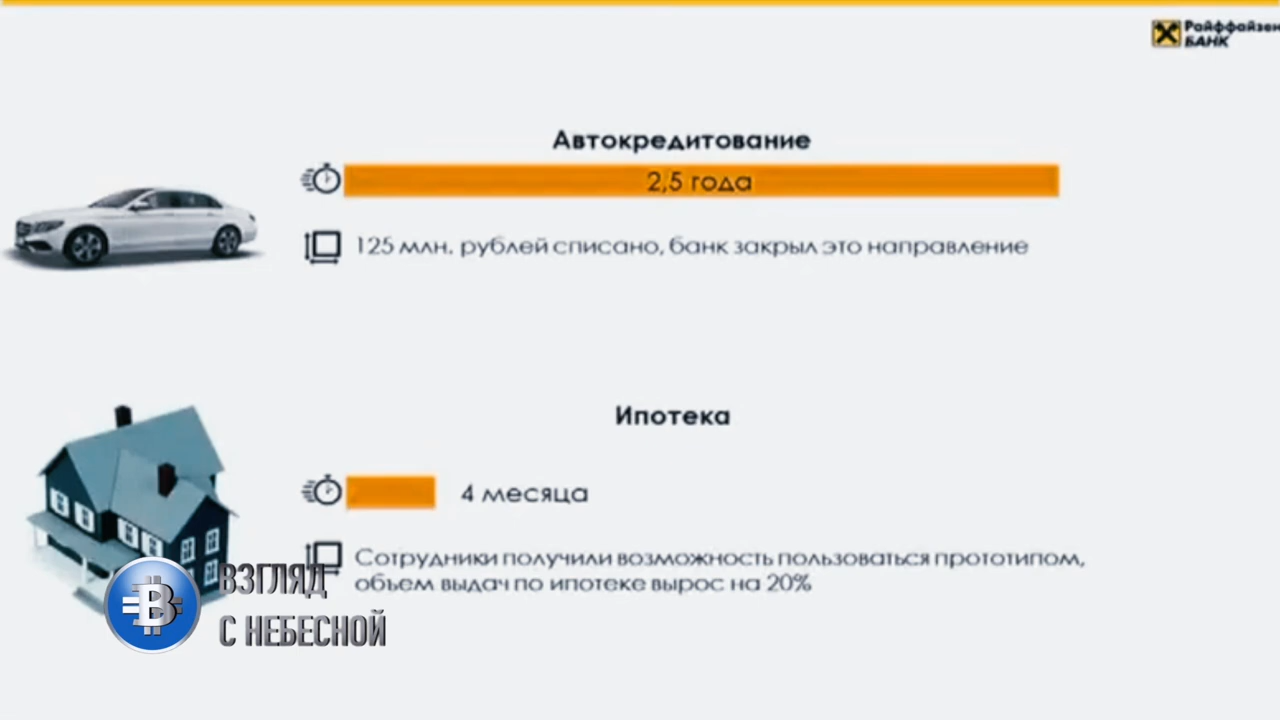 Райффайзен
БАНК
Автокредитование
2,5 года
125 млн. рублей списано, банк закрыл это направление
Ипотека
4 месяца
Сотрудники получили возможность пользоваться прототипом,
объем выдач по ипотеке вырос на 20%
ВЗГЛЯД
С НЕБЕСНОЙ